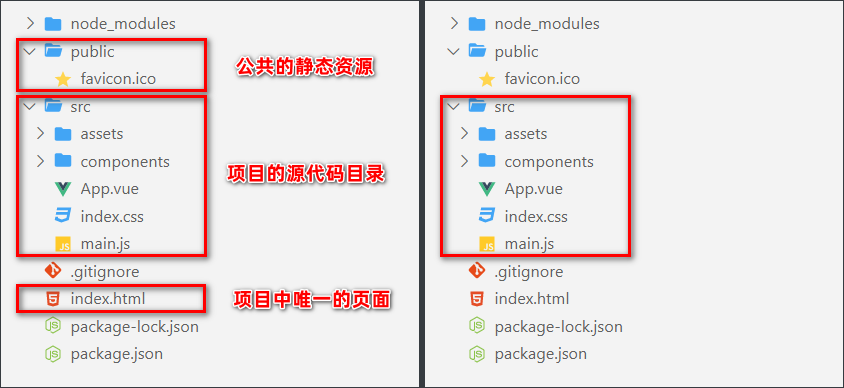 node_modules
public
favicon.ico
src
assets
components
App.vue
index.css
JS main.js
.gitignore
index.html
package-lock.json
package.json
公共的静态资源
项目的源代码目录
项目中唯一的页面
node_modules
public
favicon.ico
src
assets
components
App.vue
index.css
JS main.js
.gitignore
index.html
package-lock.json
package.json